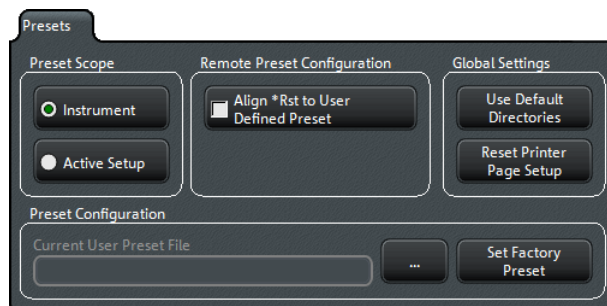 Presets
Preset Scope
Remote Preset Configuration
Global Settings
Instrument
Align *Rst to User
Defined Preset
Use Default
Directories
Active Setup
Reset Printer
Page Setup
Preset Configuration
Current User Preset File
...
Set Factory
Preset